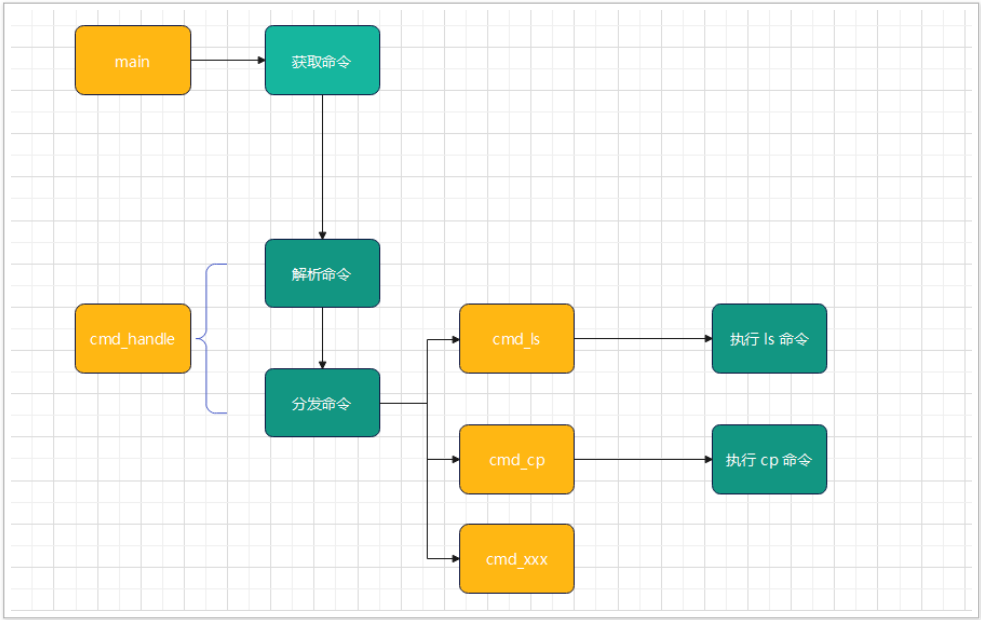 main
获取命令
解析命令
cmd_handle
cmd_ls
执行 ls 命令
分发命令
cmd_cp
执行 cp 命令
cmd_xxx